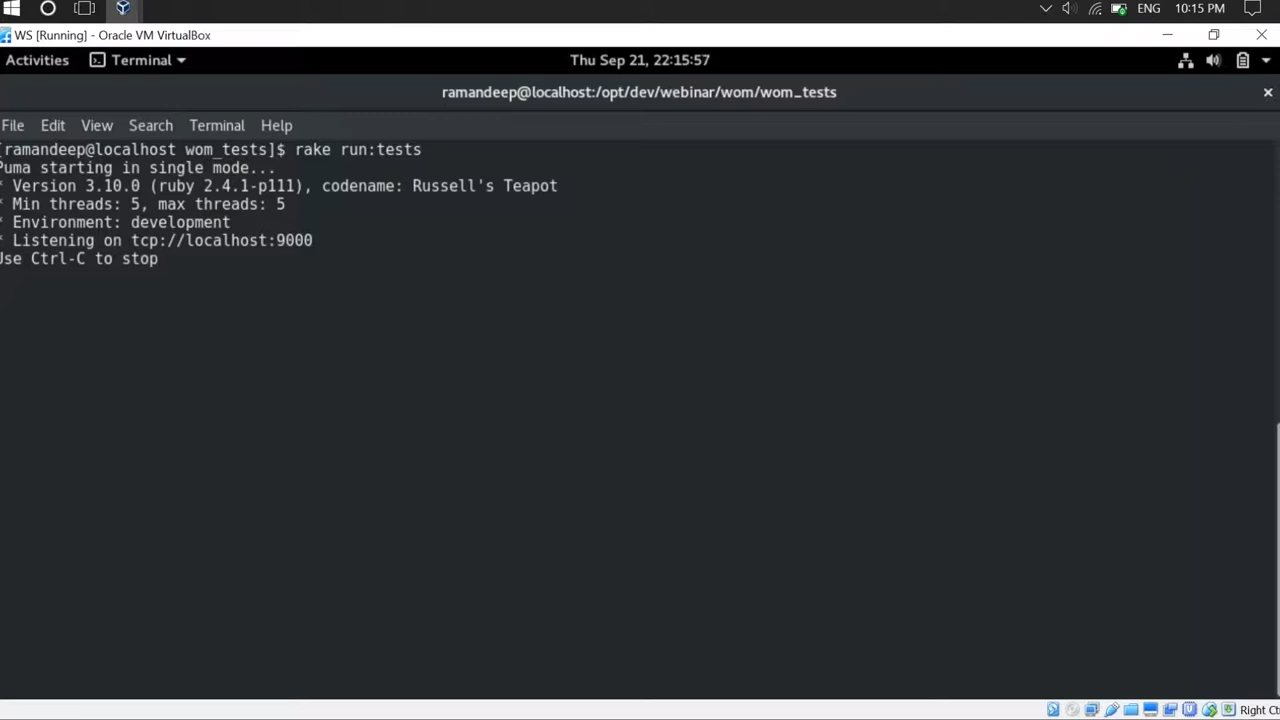 ENG 10:15 PM
WS [Running] - Oracle VM VirtualBox
Activities Terminal Thu Sep 21, 22:15:57
ramandeep@localhost:/opt/dev/webinar/wom/wom_tests
File Edit View Search Terminal Help
[ramandeep@localhost wom_tests]$ rake run:tests
Puma starting in single mode...
* Version 3.10.0 (ruby 2.4.1-p111), codename: Russell's Teapot
* Min threads: 5, max threads: 5
* Environment: development
* Listening on tcp://localhost:9000
Use Ctrl-C to stop
Right Ct